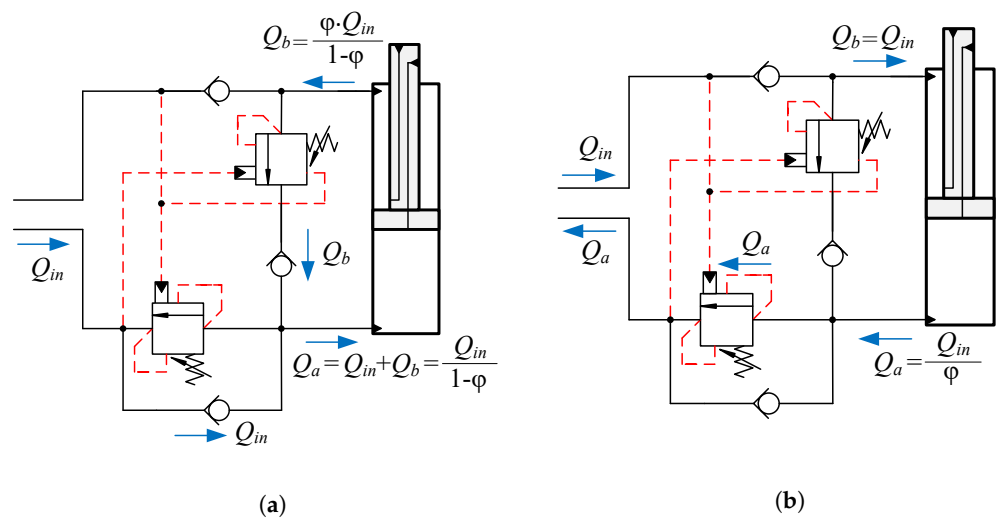 Q_b = φ·Q_in / 1-φ
Q_in
Q_b
Q_a = Q_in + Q_b = Q_in / 1-φ
Q_in
(a)
Q_b = Q_in
Q_in
Q_a
Q_a
Q_a = Q_in / φ
(b)